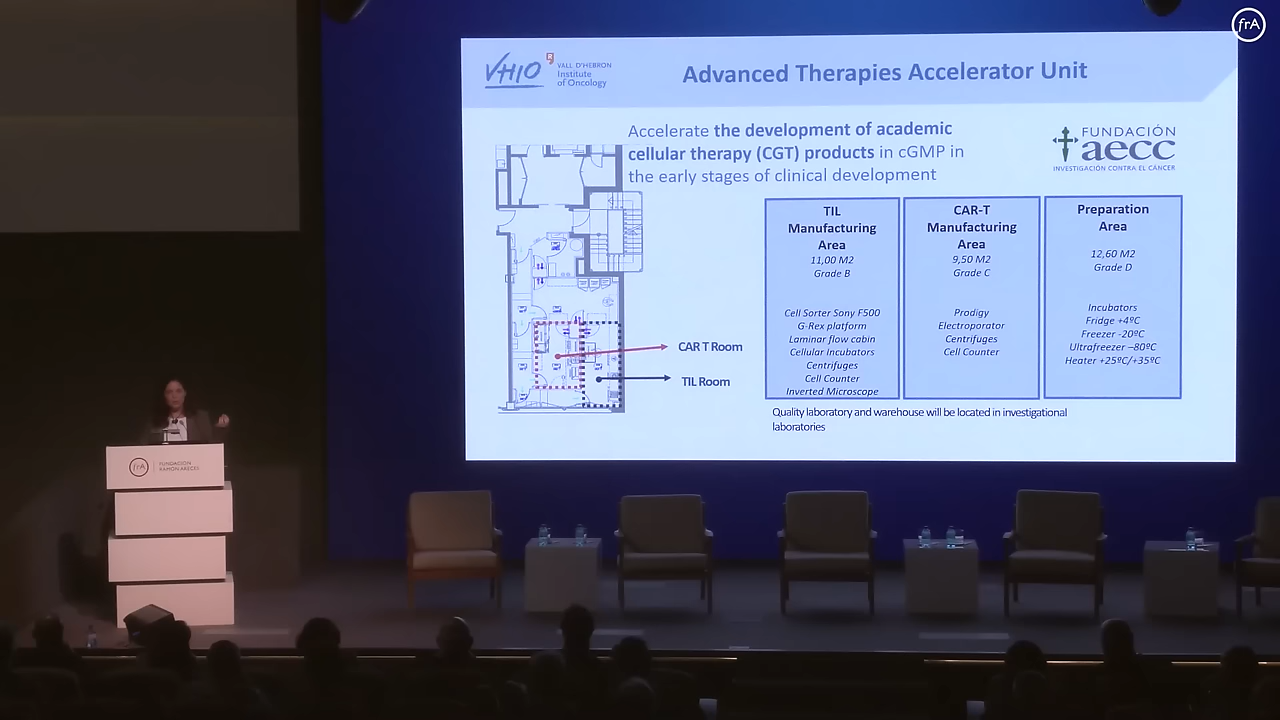 frA
VHIO
VALL D'HEBRON
Institute
of Oncology
Advanced Therapies Accelerator Unit
Accelerate the development of academic
cellular therapy (CGT) products in cGMP in
the early stages of clinical development
FUNDACIÓN
aecc
INVESTIGACIÓN CONTRA EL CÁNCER
TIL
Manufacturing
Area
11,00 M2
Grade B
Cell Sorter Sony F500
G-Rex platform
Laminar flow cabin
Cellular Incubators
Centrifuges
Cell Counter
Inverted Microscope
CAR-T
Manufacturing
Area
9,50 M2
Grade C
Prodigy
Electroporator
Centrifuges
Cell Counter
Preparation
Area
12,60 M2
Grade D
Incubators
Fridge +4ºC
Freezer -20ºC
Ultrafreezer –80ºC
Heater +25ºC/+35ºC
CAR T Room
TIL Room
Quality laboratory and warehouse will be located in investigational
laboratories
frA
FUNDACIÓN
RAMÓN ARECES